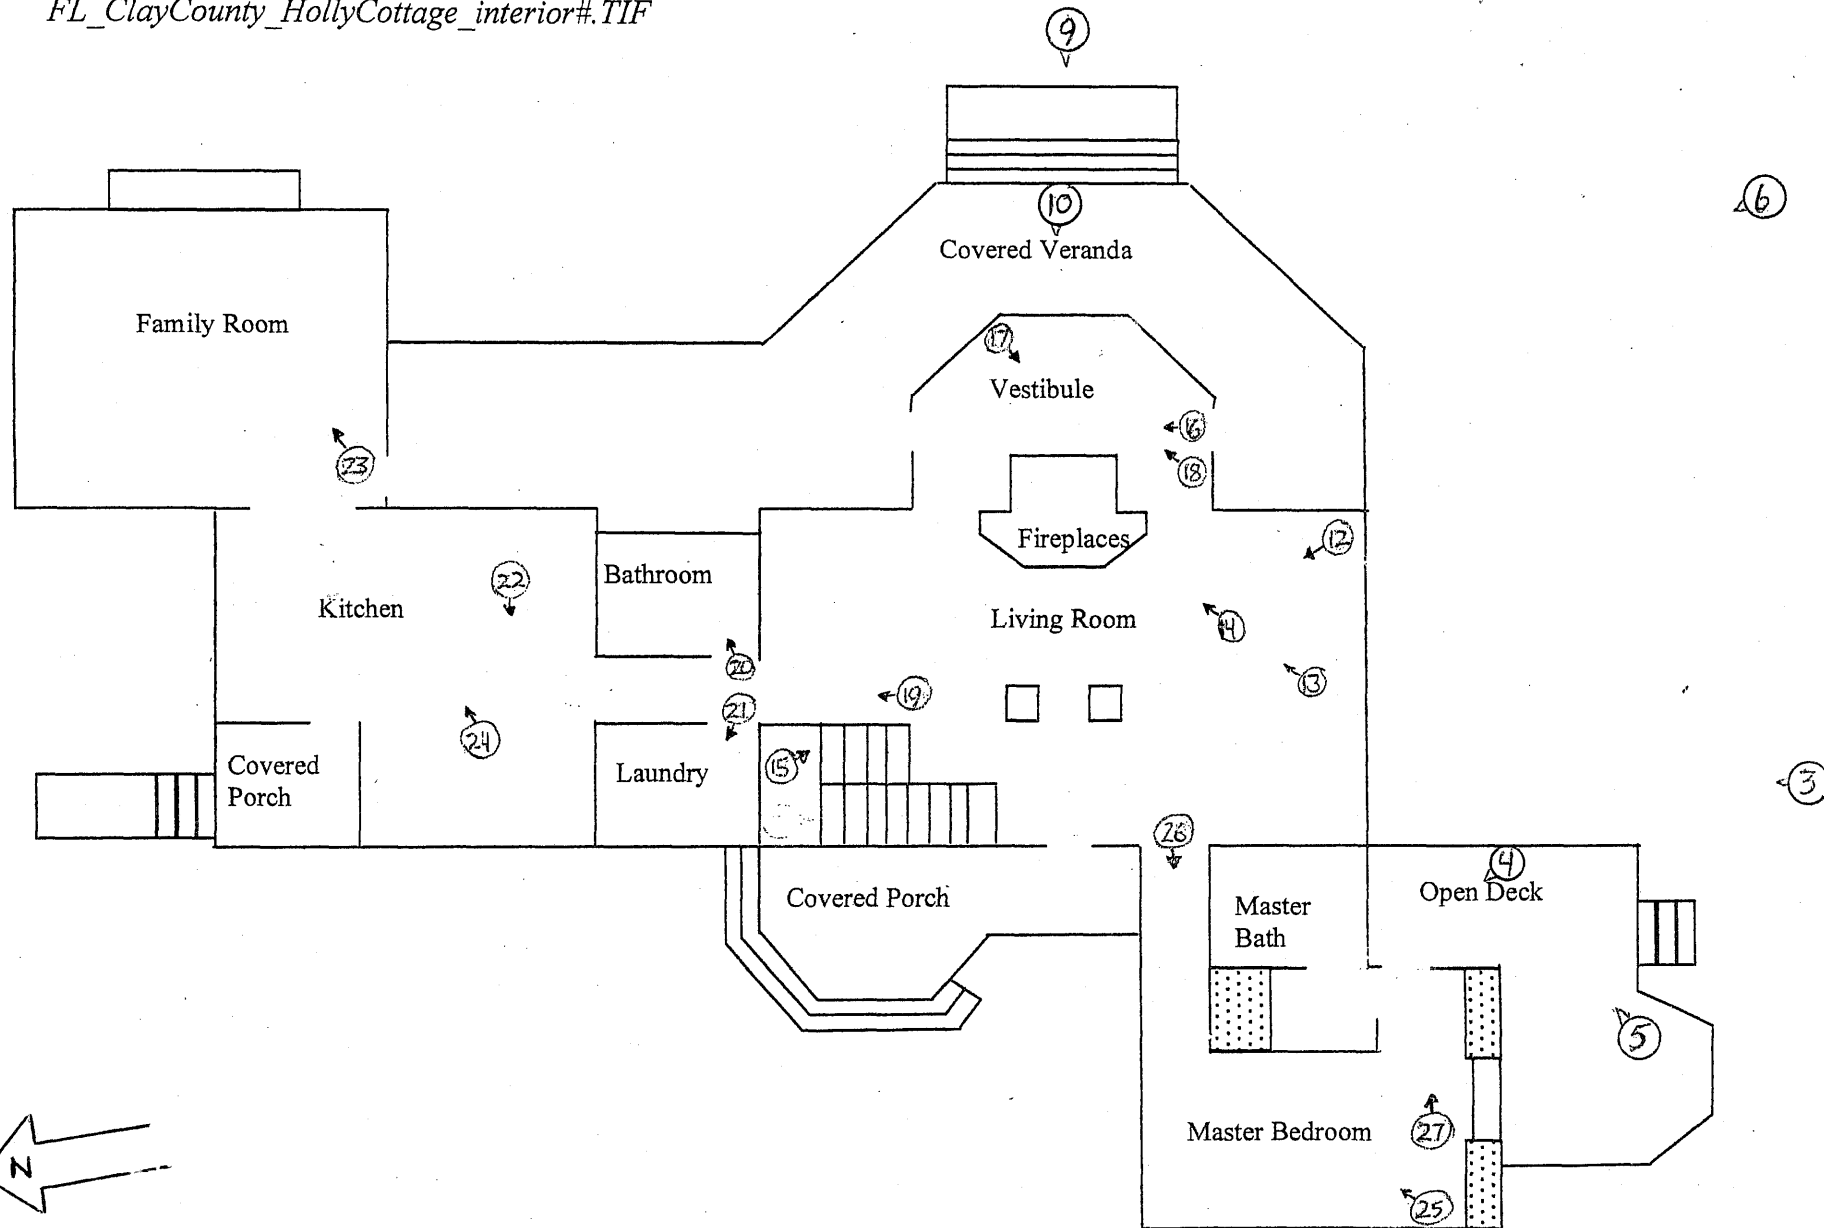 FL_ClayCounty_HollyCottage_interior#.TIF
9
6
10
Covered Veranda
Family Room
17
Vestibule
16
23
18
Fireplaces
12
Bathroom
22
Kitchen
Living Room
14
20
13
19
21
24
15
Covered
Porch
Laundry
3
26
4
Covered Porch
Open Deck
Master
Bath
5
Master Bedroom
27
N
25